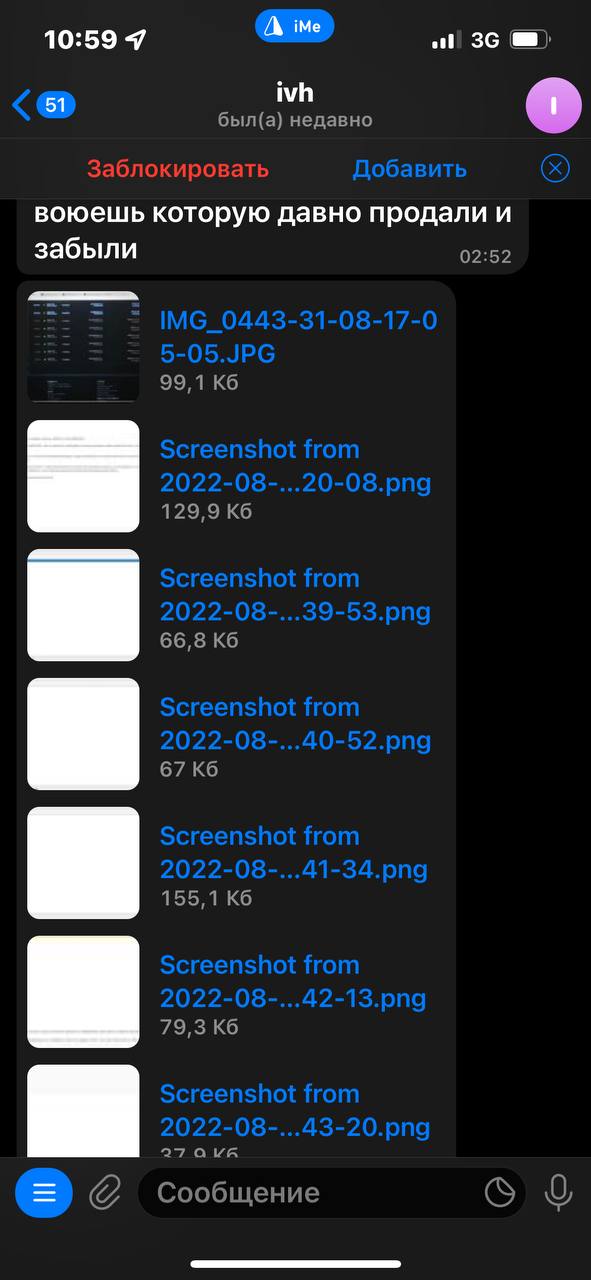 10:59
iMe
3G
51
ivh
был(а) недавно
Заблокировать
Добавить
воюешь которую давно продали и
забыли
02:52
IMG_0443-31-08-17-0
5-05.JPG
99,1 Кб
Screenshot from
2022-08-...20-08.png
129,9 Кб
Screenshot from
2022-08-...39-53.png
66,8 Кб
Screenshot from
2022-08-...40-52.png
67 Кб
Screenshot from
2022-08-...41-34.png
155,1 Кб
Screenshot from
2022-08-...42-13.png
79,3 Кб
Screenshot from
2022-08-...43-20.png
37,9 Кб
Сообщение